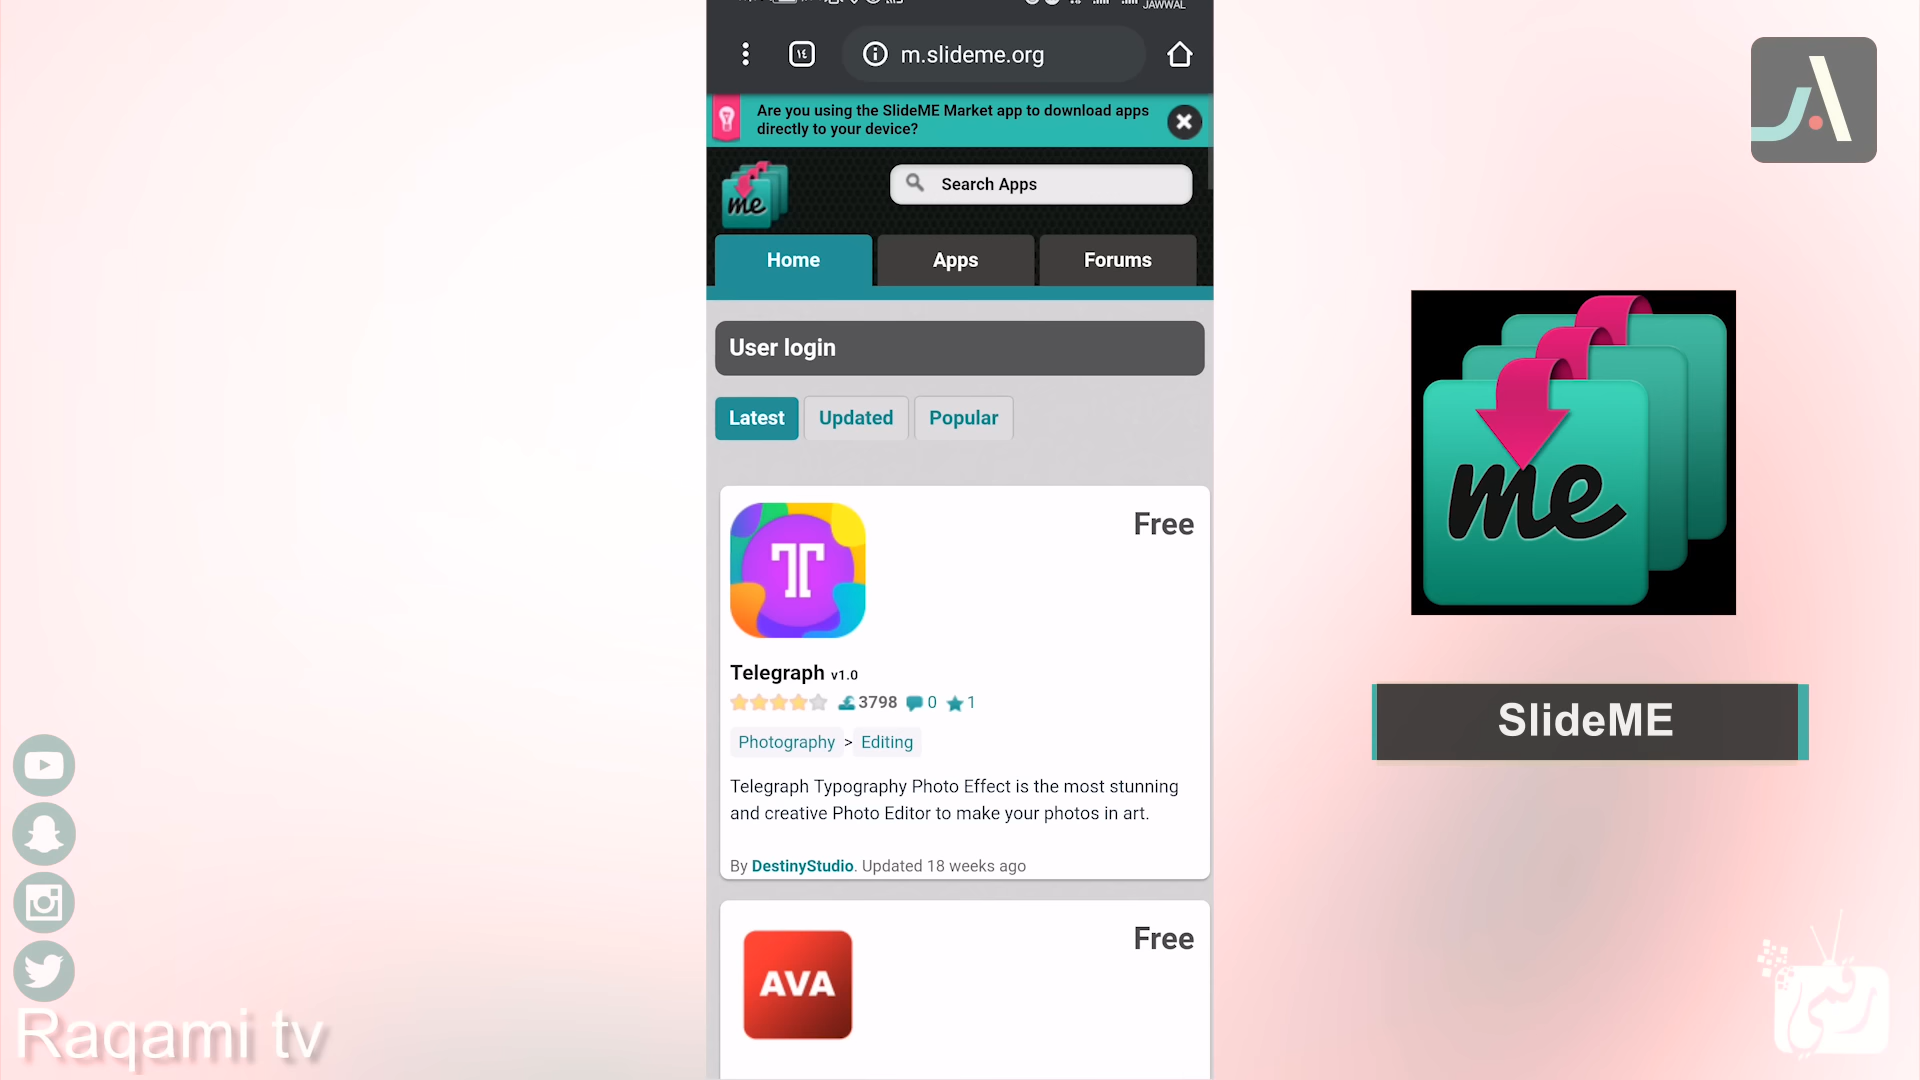 JAWWAL
١٤
m.slideme.org
Are you using the SlideME Market app to download apps
directly to your device?
me
Search Apps
Home
Apps
Forums
User login
Latest
Updated
Popular
T
Free
Telegraph v1.0
3798
0
1
Photography > Editing
Telegraph Typography Photo Effect is the most stunning
and creative Photo Editor to make your photos in art.
By DestinyStudio. Updated 18 weeks ago
Free
AVA
me
SlideME
Raqami tv
رقمي